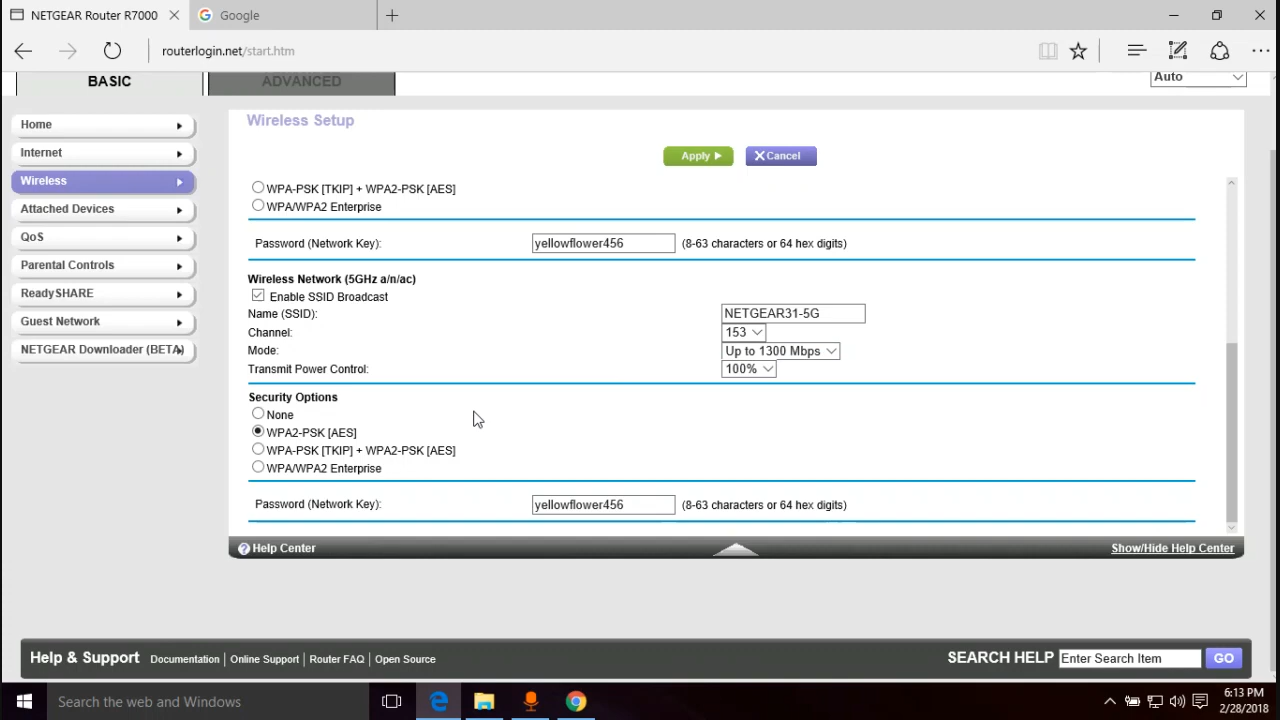 NETGEAR Router R7000
Google
routerlogin.net/start.htm
BASIC
ADVANCED
Auto
Home
Internet
Wireless
Attached Devices
QoS
Parental Controls
ReadySHARE
Guest Network
NETGEAR Downloader (BETA)
Wireless Setup
Apply
Cancel
WPA-PSK [TKIP] + WPA2-PSK [AES]
WPA/WPA2 Enterprise
Password (Network Key): yellowflower456 (8-63 characters or 64 hex digits)
Wireless Network (5GHz a/n/ac)
Enable SSID Broadcast
Name (SSID): NETGEAR31-5G
Channel: 153
Mode: Up to 1300 Mbps
Transmit Power Control: 100%
Security Options
None
WPA2-PSK [AES]
WPA-PSK [TKIP] + WPA2-PSK [AES]
WPA/WPA2 Enterprise
Password (Network Key): yellowflower456 (8-63 characters or 64 hex digits)
Help Center
Show/Hide Help Center
Help & Support Documentation | Online Support | Router FAQ | Open Source
SEARCH HELP Enter Search Item GO
Search the web and Windows
6:13 PM
2/28/2018